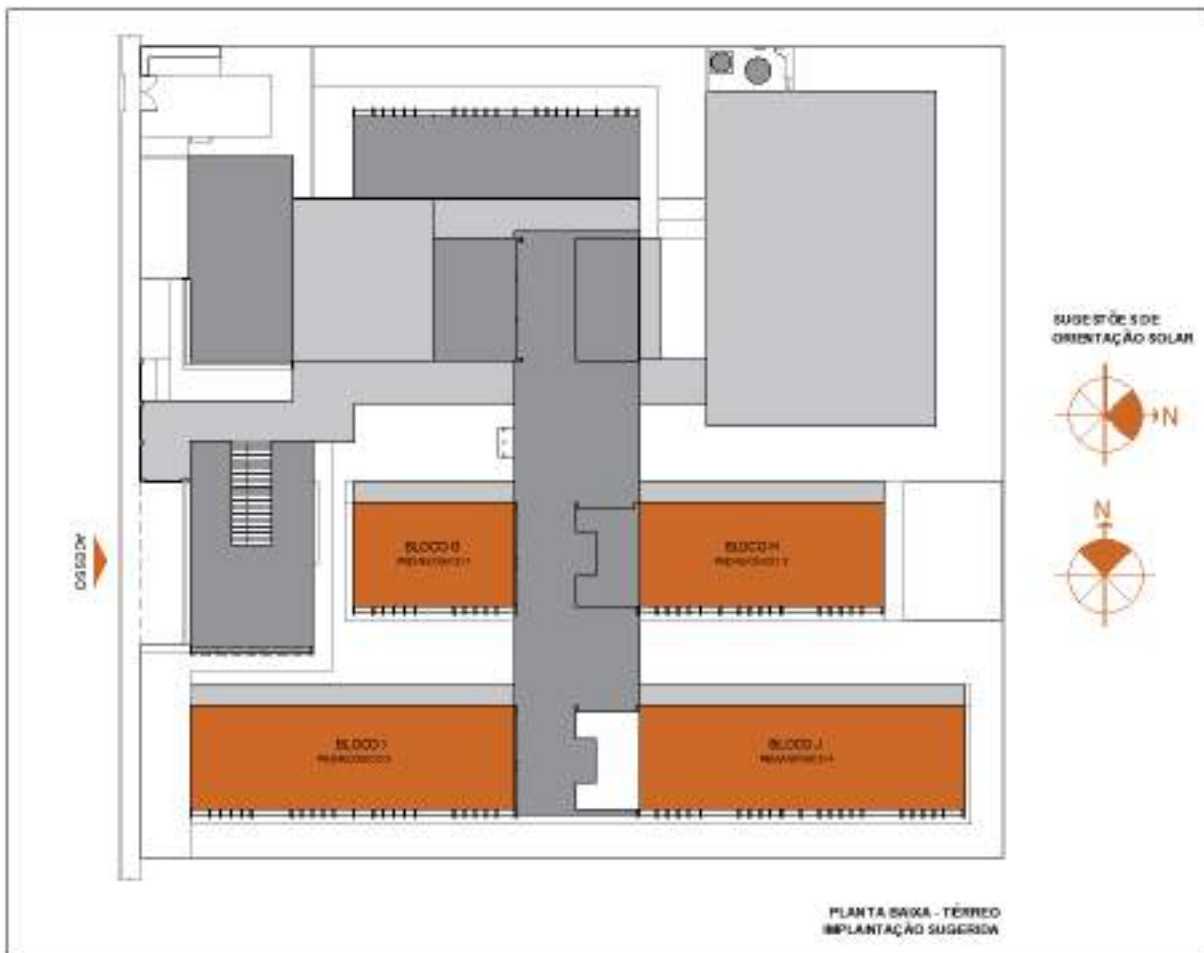 SUGESTÕES DE
ORIENTAÇÃO SOLAR
N
N
ACESSO
BLOCO G
BLOCO H
BLOCO I
BLOCO J
PLANTA BAIXA - TÉRREO
IMPLANTAÇÃO SUGERIDA